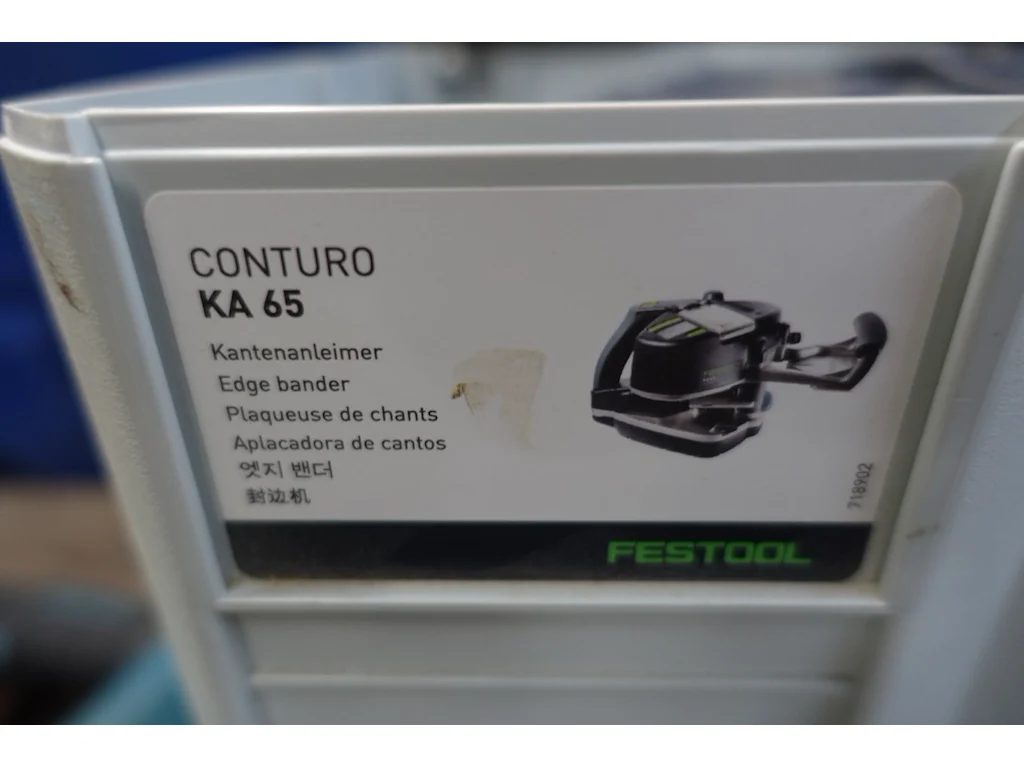 CONTURO
KA 65
Kantenanleimer
Edge bander
Plaqueuse de chants
Aplacadora de cantos
엣지 밴더
封边机
718902
FESTOOL